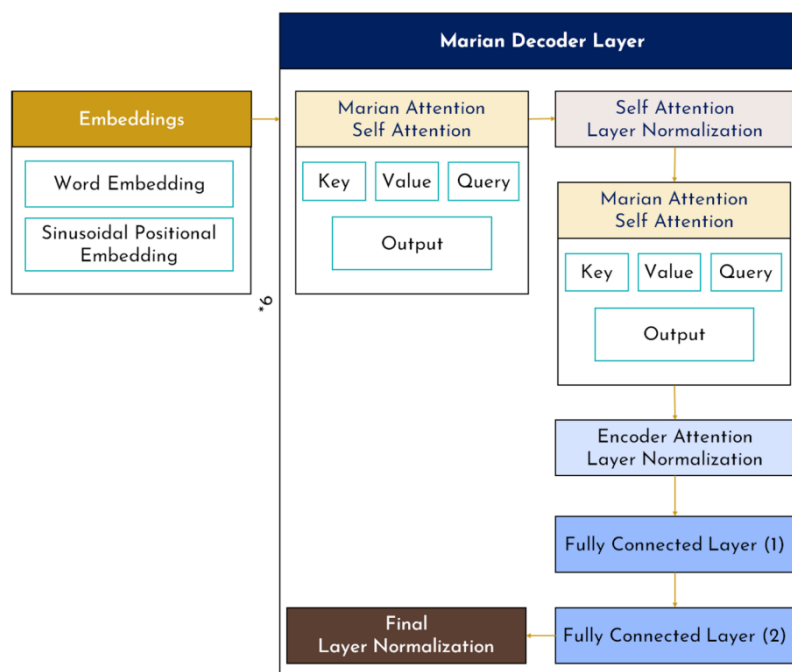 Marian Decoder Layer
Embeddings
Word Embedding
Sinusoidal Positional
Embedding
*6
Marian Attention
Self Attention
Key
Value
Query
Output
Self Attention
Layer Normalization
Marian Attention
Self Attention
Key
Value
Query
Output
Encoder Attention
Layer Normalization
Fully Connected Layer (1)
Fully Connected Layer (2)
Final
Layer Normalization